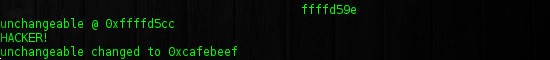 ffffd59e
unchangeable @ 0xffffd5cc
HACKER!
unchangeable changed to 0xcafebeef